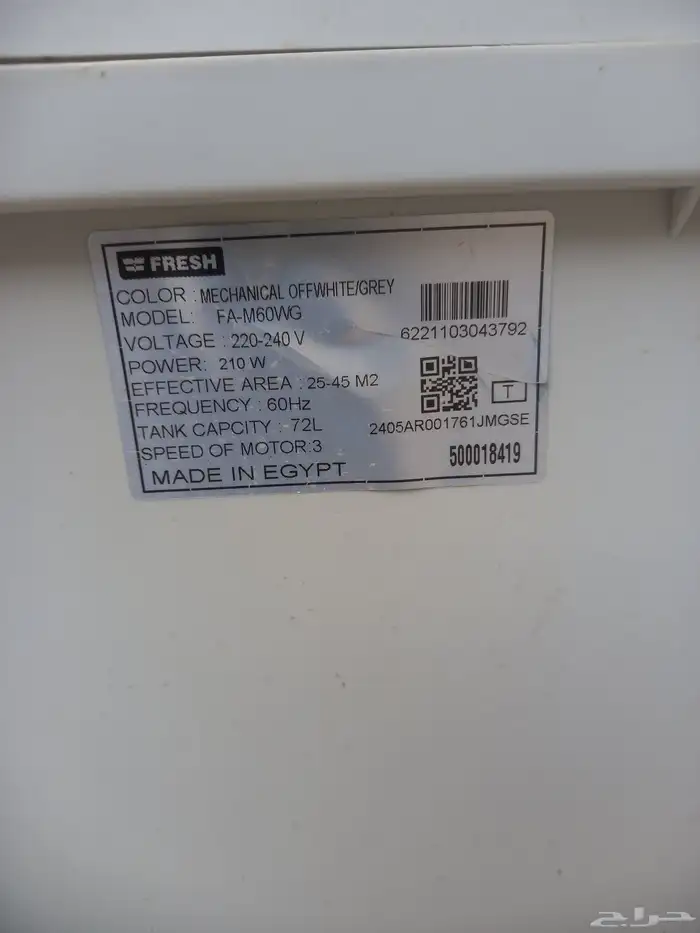 FRESH
COLOR : MECHANICAL OFFWHITE/GREY
MODEL: FA-M60WG
VOLTAGE : 220-240 V
6221103043792
POWER: 210 W
EFFECTIVE AREA : 25-45 M2
T
FREQUENCY : 60Hz
TANK CAPCITY : 72L
2405AR001761JMGSE
SPEED OF MOTOR:3
500018419
MADE IN EGYPT
حراج